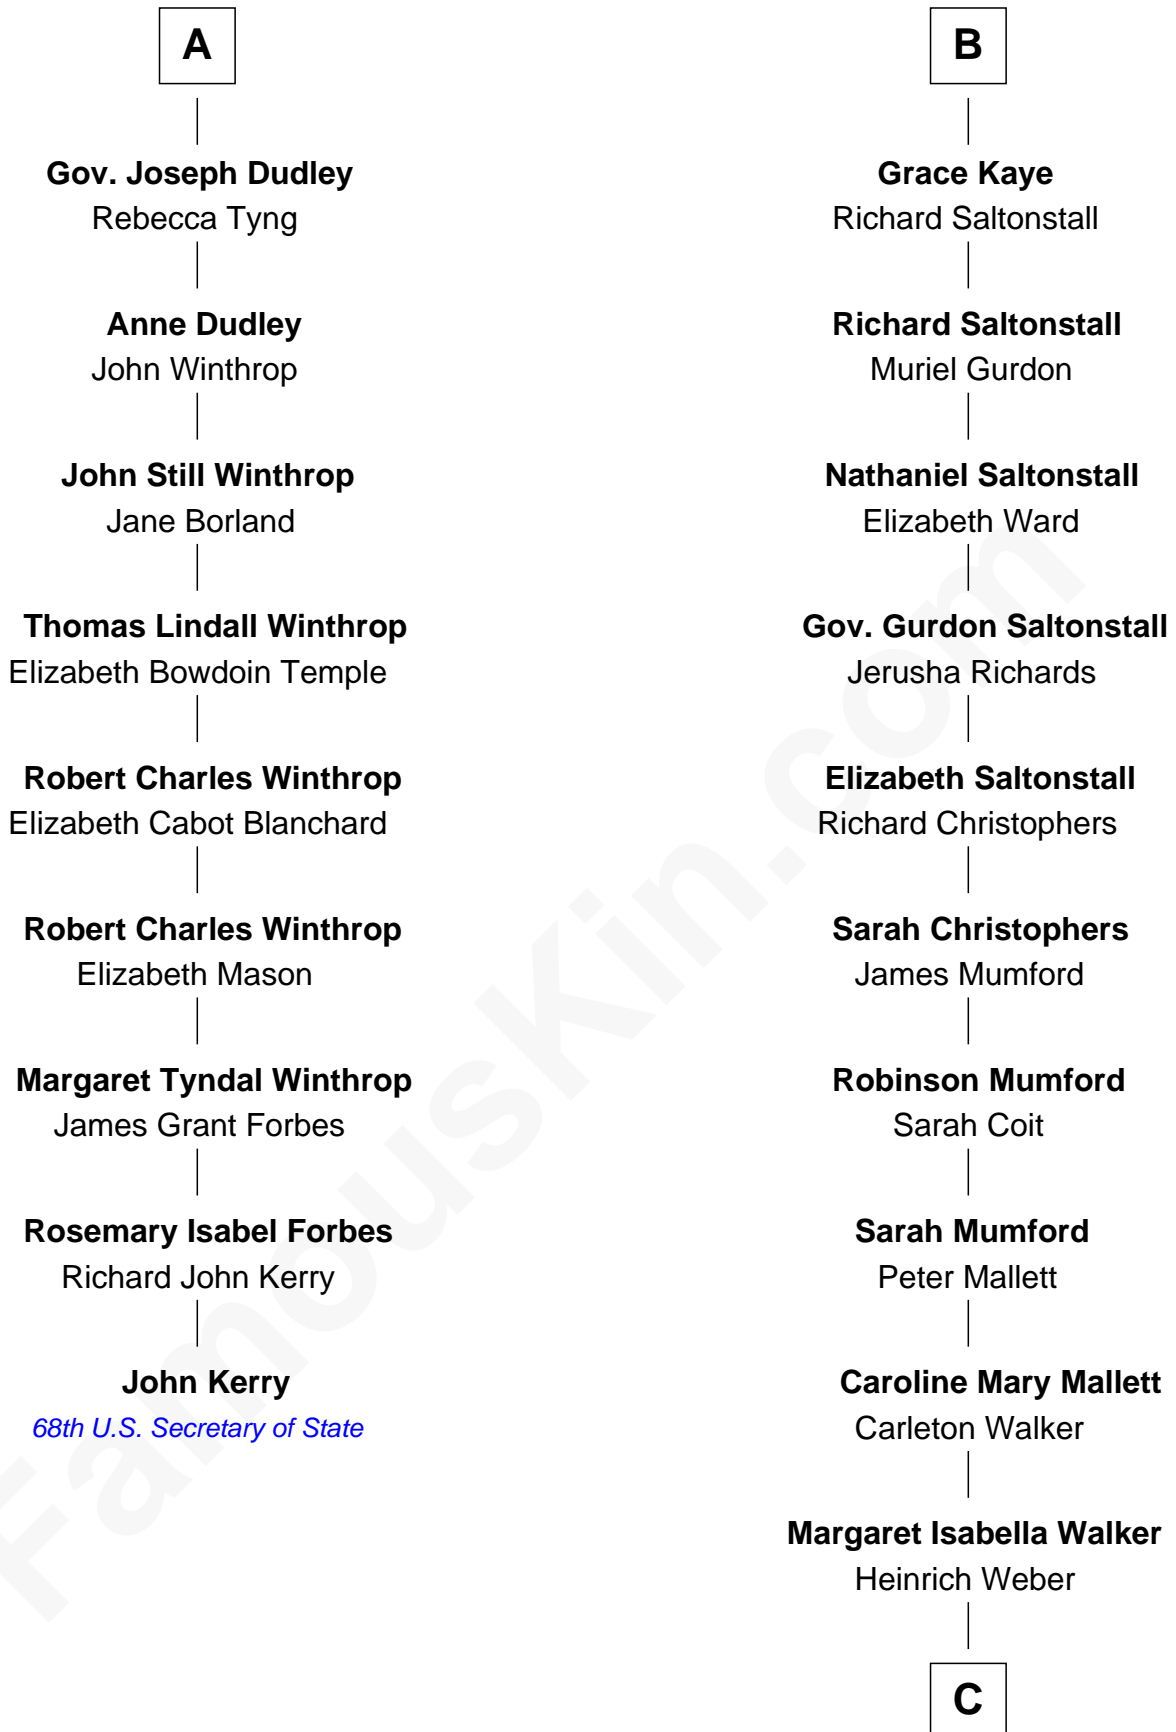 A
Gov. Joseph Dudley
Rebecca Tyng
Anne Dudley
John Winthrop
John Still Winthrop
Jane Borland
Thomas Lindall Winthrop
Elizabeth Bowdoin Temple
Robert Charles Winthrop
Elizabeth Cabot Blanchard
Robert Charles Winthrop
Elizabeth Mason
Margaret Tyndal Winthrop
James Grant Forbes
Rosemary Isabel Forbes
Richard John Kerry
John Kerry
68th U.S. Secretary of State
B
Grace Kaye
Richard Saltonstall
Richard Saltonstall
Muriel Gurdon
Nathaniel Saltonstall
Elizabeth Ward
Gov. Gurdon Saltonstall
Jerusha Richards
Elizabeth Saltonstall
Richard Christophers
Sarah Christophers
James Mumford
Robinson Mumford
Sarah Coit
Sarah Mumford
Peter Mallett
Caroline Mary Mallett
Carleton Walker
Margaret Isabella Walker
Heinrich Weber
C
FamousKin.com